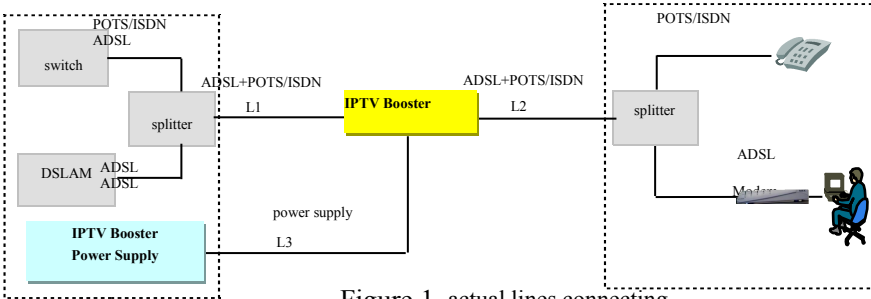 POTS/ISDN
ADSL
switch
splitter
DSLAM
ADSL
ADSL
IPTV Booster
Power Supply
ADSL+POTS/ISDN
L1
IPTV Booster
ADSL+POTS/ISDN
L2
power supply
L3
POTS/ISDN
splitter
ADSL
Figure 1 actual lines connecting